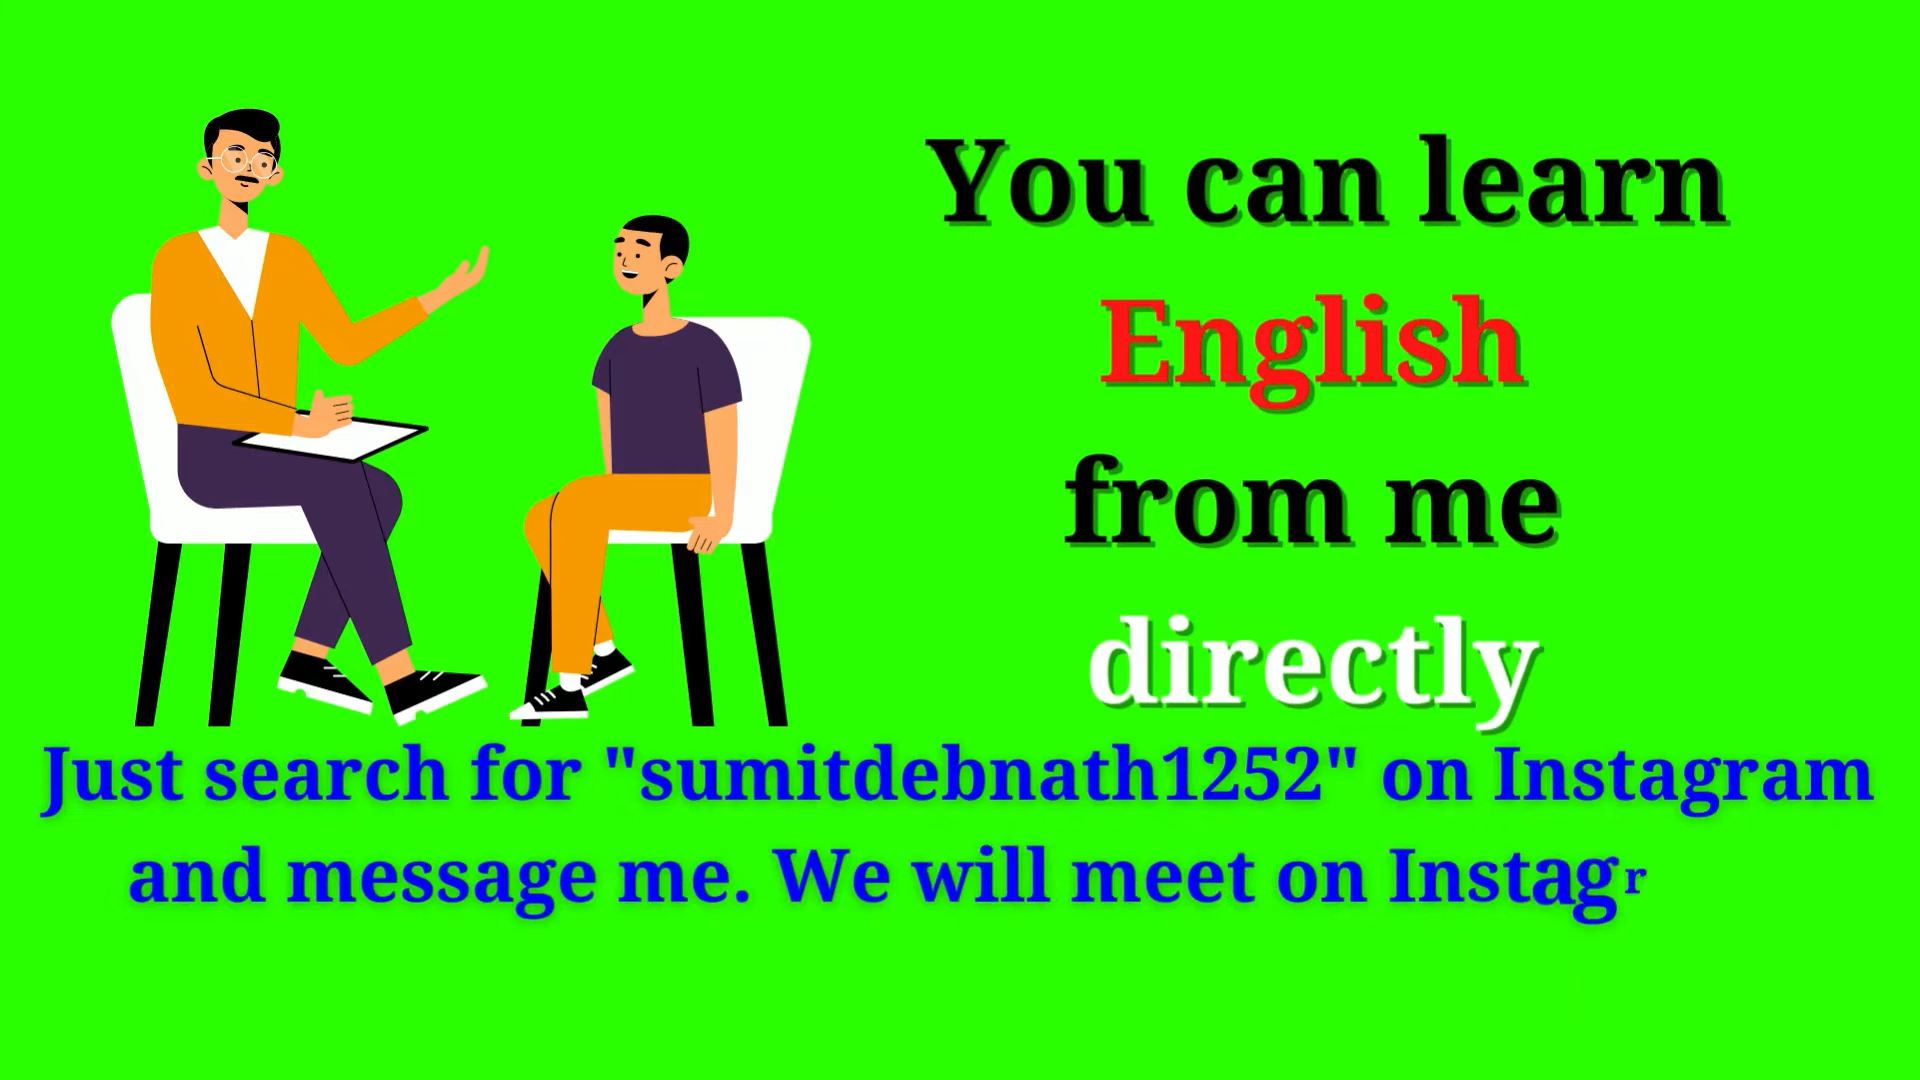 You can learn
English
from me
directly
Just search for "sumitdebnath1252" on Instagram
and message me. We will meet on Instagr